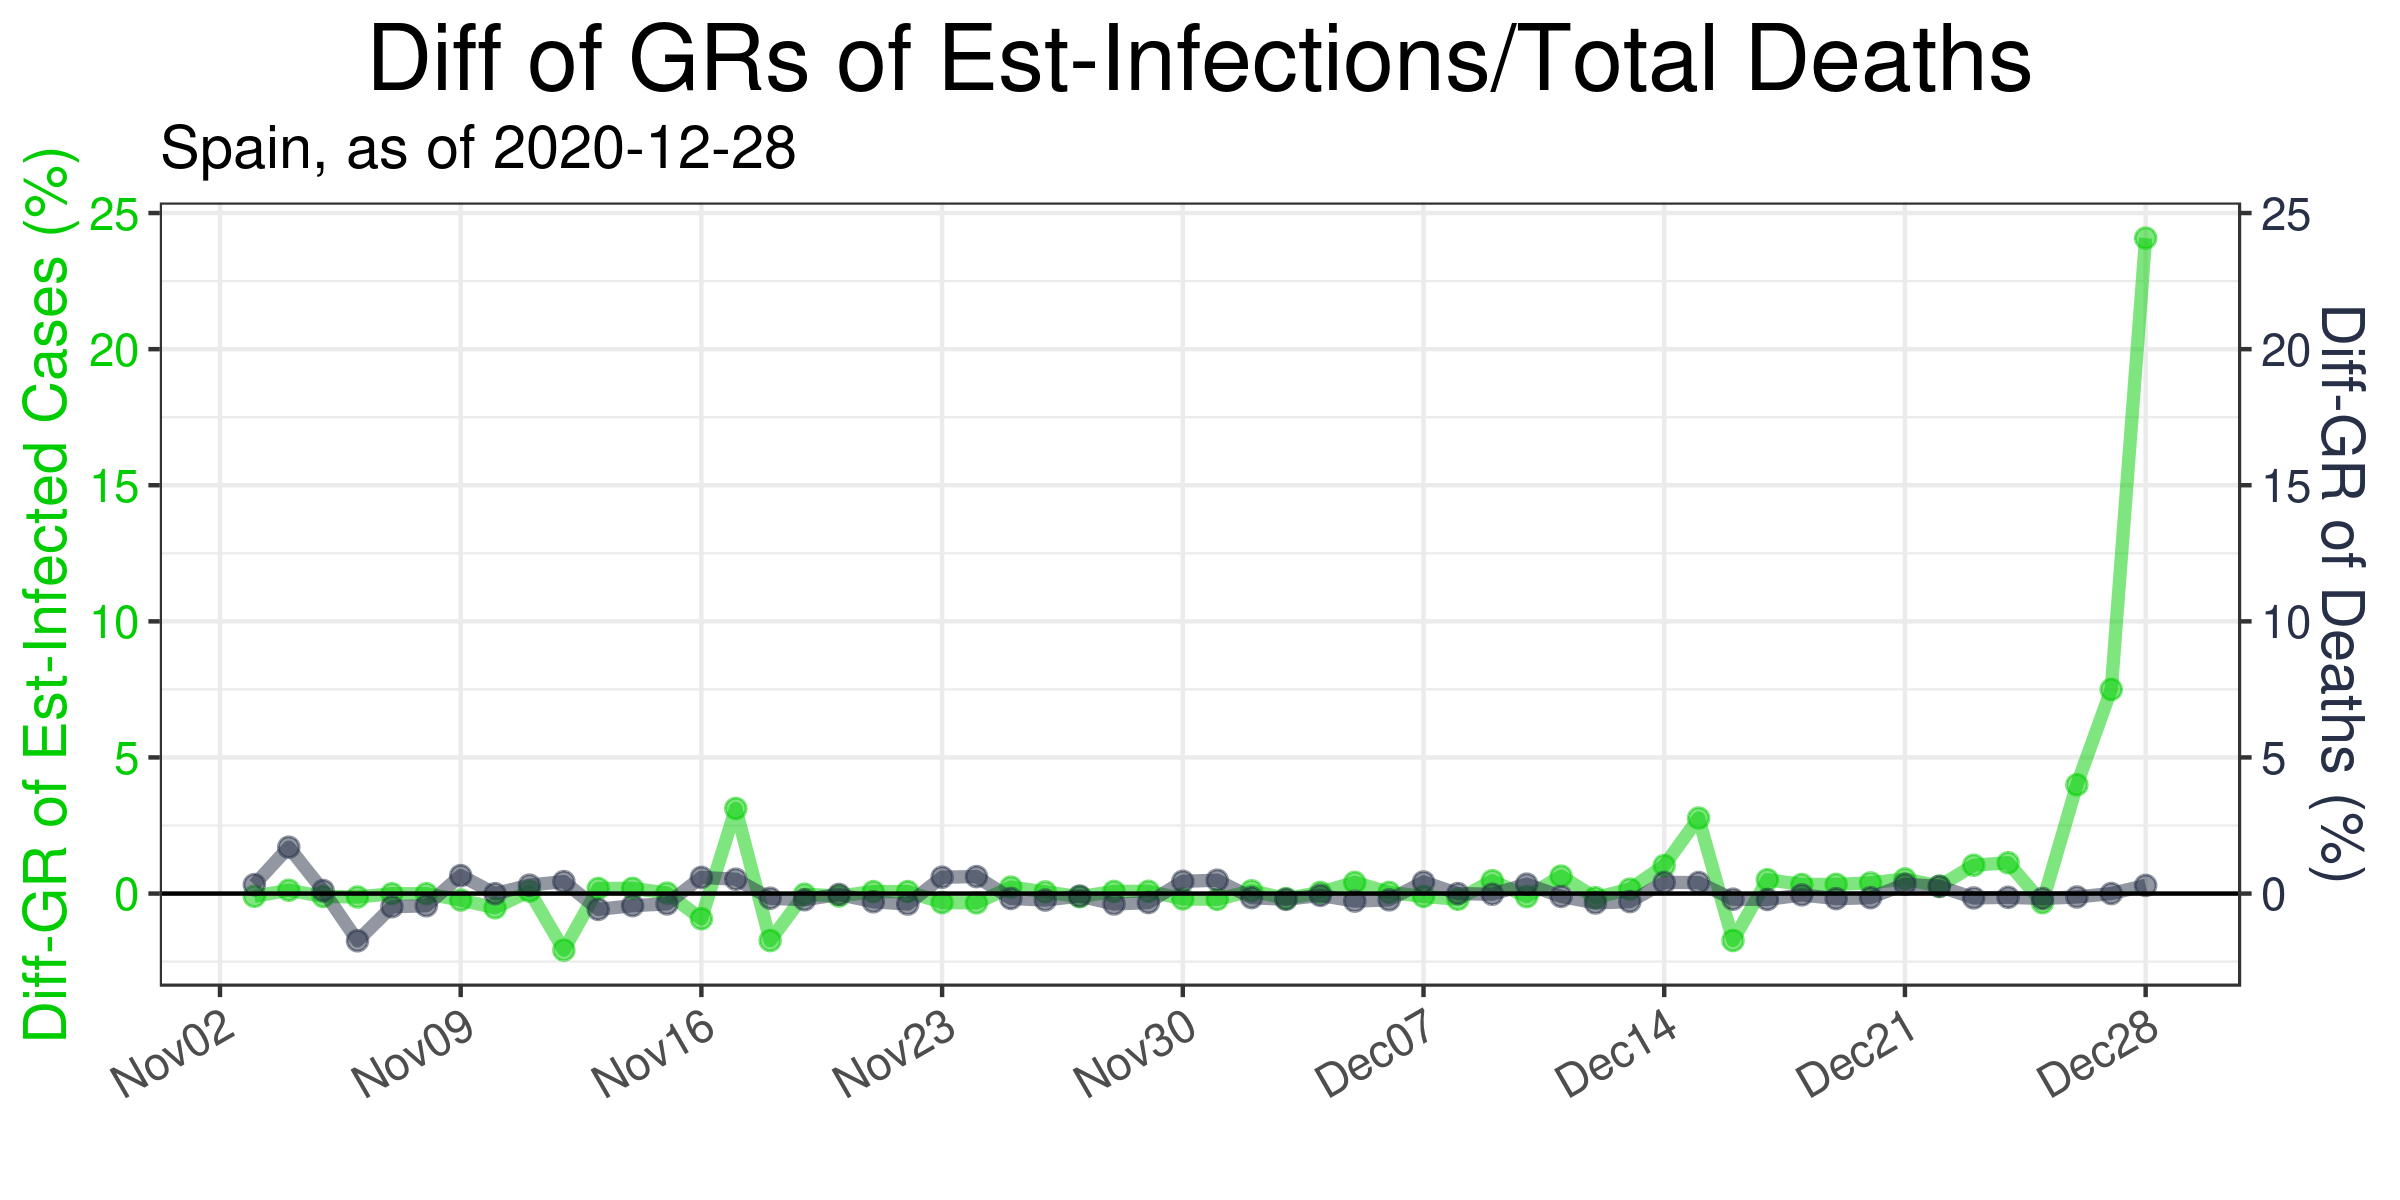 Diff of GRs of Est-Infections/Total Deaths
Spain, as of 2020-12-28
Diff-GR of Est-Infected Cases (%)
25
20
15
10
5
0
25
20
15
10
5
0
Diff-GR of Deaths (%)
Nov02
Nov09
Nov16
Nov23
Nov30
Dec07
Dec14
Dec21
Dec28